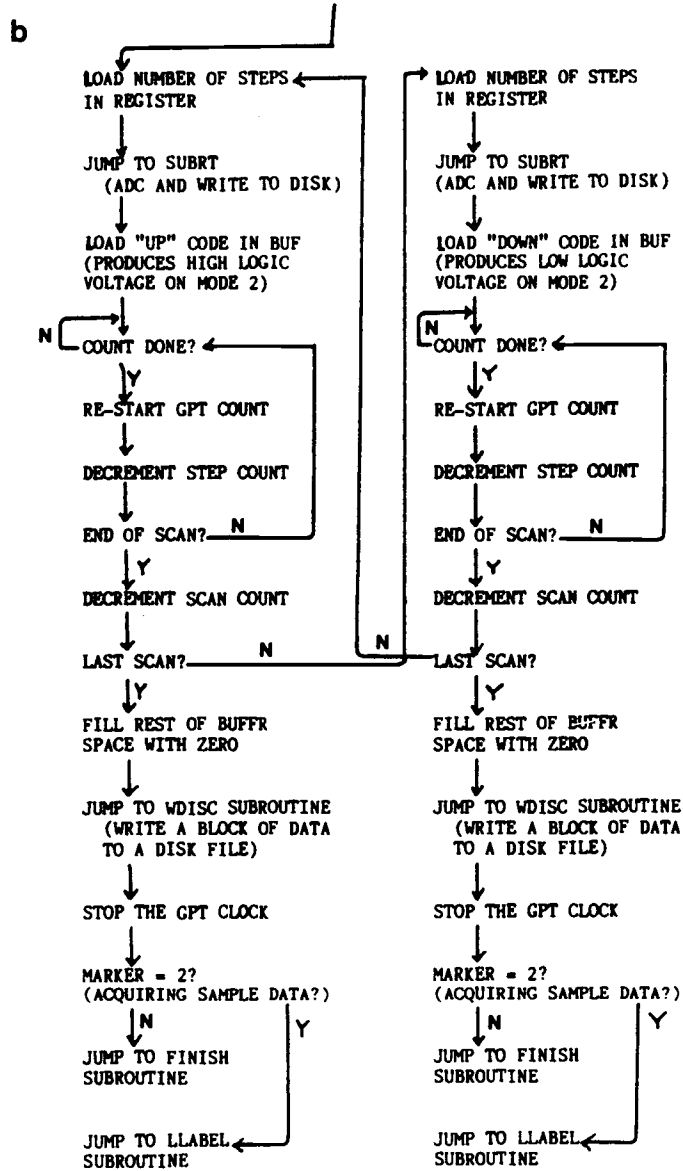 b
LOAD NUMBER OF STEPS
IN REGISTER
JUMP TO SUBRT
(ADC AND WRITE TO DISK)
LOAD "UP" CODE IN BUF
(PRODUCES HIGH LOGIC
VOLTAGE ON MODE 2)
N
COUNT DONE?
Y
RE-START GPT COUNT
DECREMENT STEP COUNT
END OF SCAN?
N
Y
DECREMENT SCAN COUNT
LAST SCAN?
N
Y
FILL REST OF BUFFR
SPACE WITH ZERO
JUMP TO WDISC SUBROUTINE
(WRITE A BLOCK OF DATA
TO A DISK FILE)
STOP THE GPT CLOCK
MARKER = 2?
(ACQUIRING SAMPLE DATA?)
N
Y
JUMP TO FINISH
SUBROUTINE
JUMP TO LLABEL
SUBROUTINE
LOAD NUMBER OF STEPS
IN REGISTER
JUMP TO SUBRT
(ADC AND WRITE TO DISK)
LOAD "DOWN" CODE IN BUF
(PRODUCES LOW LOGIC
VOLTAGE ON MODE 2)
N
COUNT DONE?
Y
RE-START GPT COUNT
DECREMENT STEP COUNT
END OF SCAN?
N
Y
DECREMENT SCAN COUNT
N
LAST SCAN?
Y
FILL REST OF BUFFR
SPACE WITH ZERO
JUMP TO WDISC SUBROUTINE
(WRITE A BLOCK OF DATA
TO A DISK FILE)
STOP THE GPT CLOCK
MARKER = 2?
(ACQUIRING SAMPLE DATA?)
N
Y
JUMP TO FINISH
SUBROUTINE
JUMP TO LLABEL
SUBROUTINE